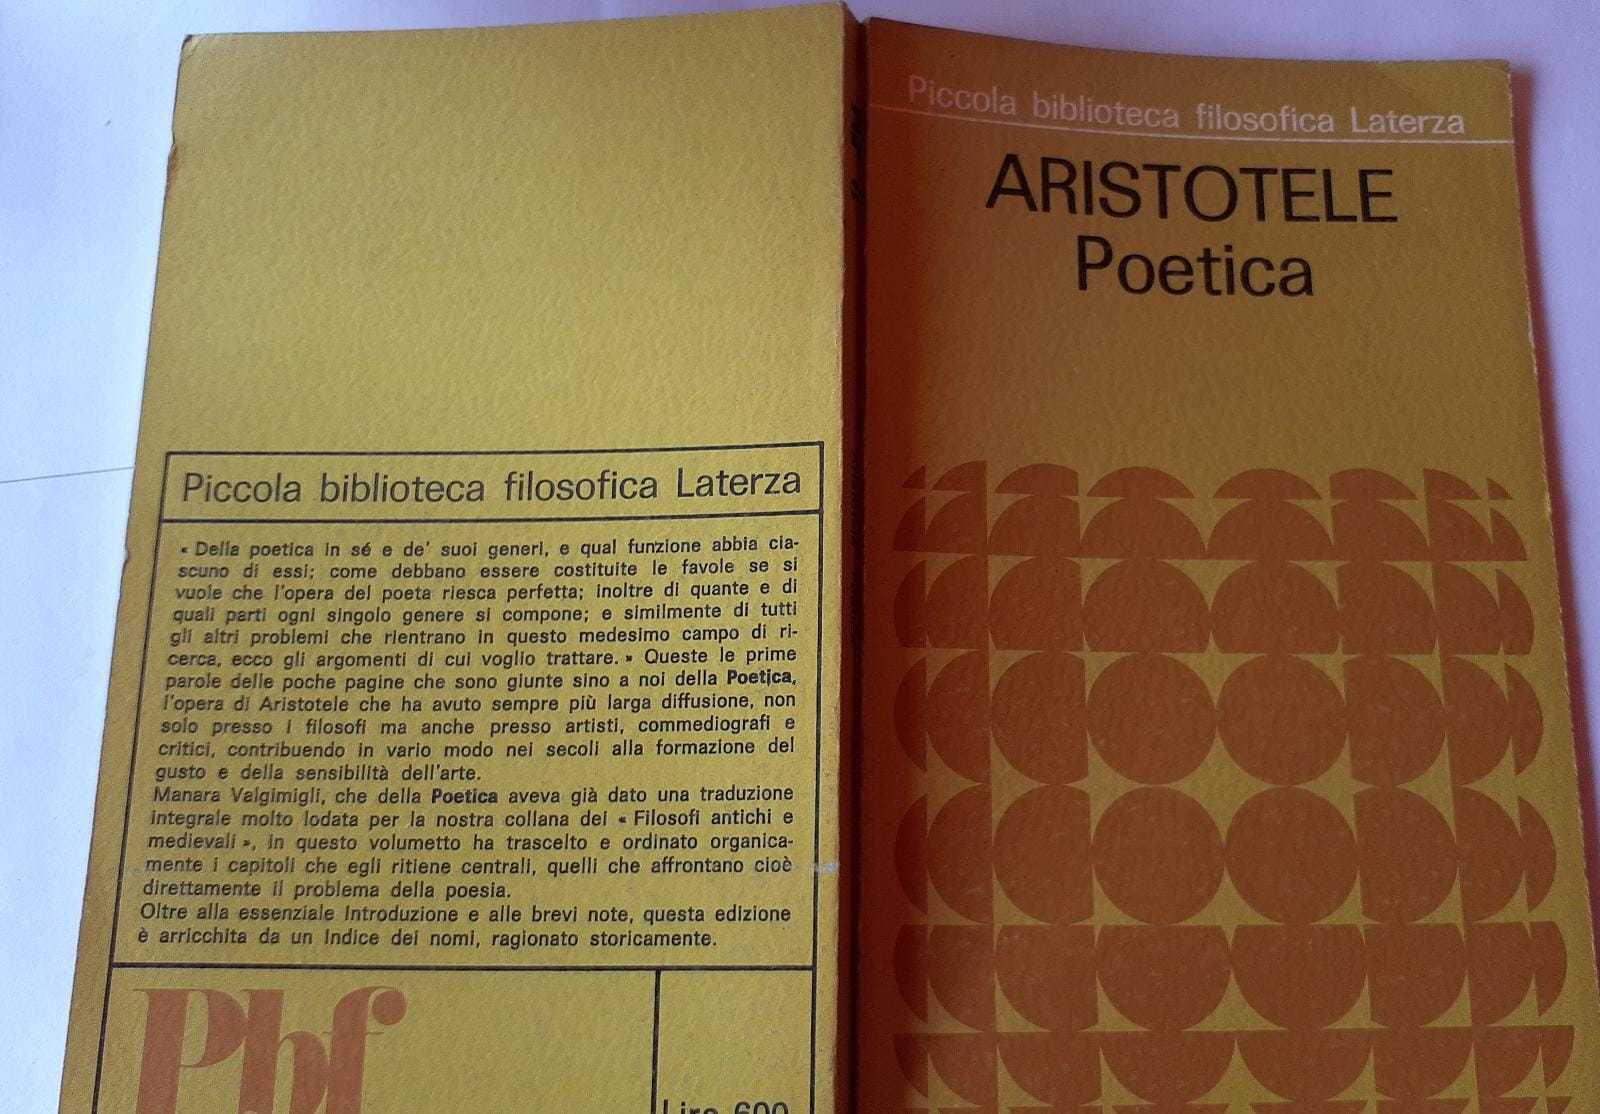 Piccola biblioteca filosofica Laterza
« Della poetica in sé e de' suoi generi, e qual funzione abbia cia-
scuno di essi; come debbano essere costituite le favole se si
vuole che l'opera del poeta riesca perfetta; inoltre di quante e di
quali parti ogni singolo genere si compone; e similmente di tutti
gli altri problemi che rientrano in questo medesimo campo di ri-
cerca, ecco gli argomenti di cui voglio trattare. » Queste le prime
parole delle poche pagine che sono giunte sino a noi della Poetica,
l'opera di Aristotele che ha avuto sempre più larga diffusione, non
solo presso i filosofi ma anche presso artisti, commediografi e
critici, contribuendo in vario modo nei secoli alla formazione del
gusto e della sensibilità dell'arte.
Manara Valgimigli, che della Poetica aveva già dato una traduzione
integrale molto lodata per la nostra collana dei « Filosofi antichi e
medievali », in questo volumetto ha trascelto e ordinato organica-
mente i capitoli che egli ritiene centrali, quelli che affrontano cioè
direttamente il problema della poesia.
Oltre alla essenziale Introduzione e alle brevi note, questa edizione
è arricchita da un Indice dei nomi, ragionato storicamente.
Pbf
Lire 600
Piccola biblioteca filosofica Laterza
ARISTOTELE
Poetica